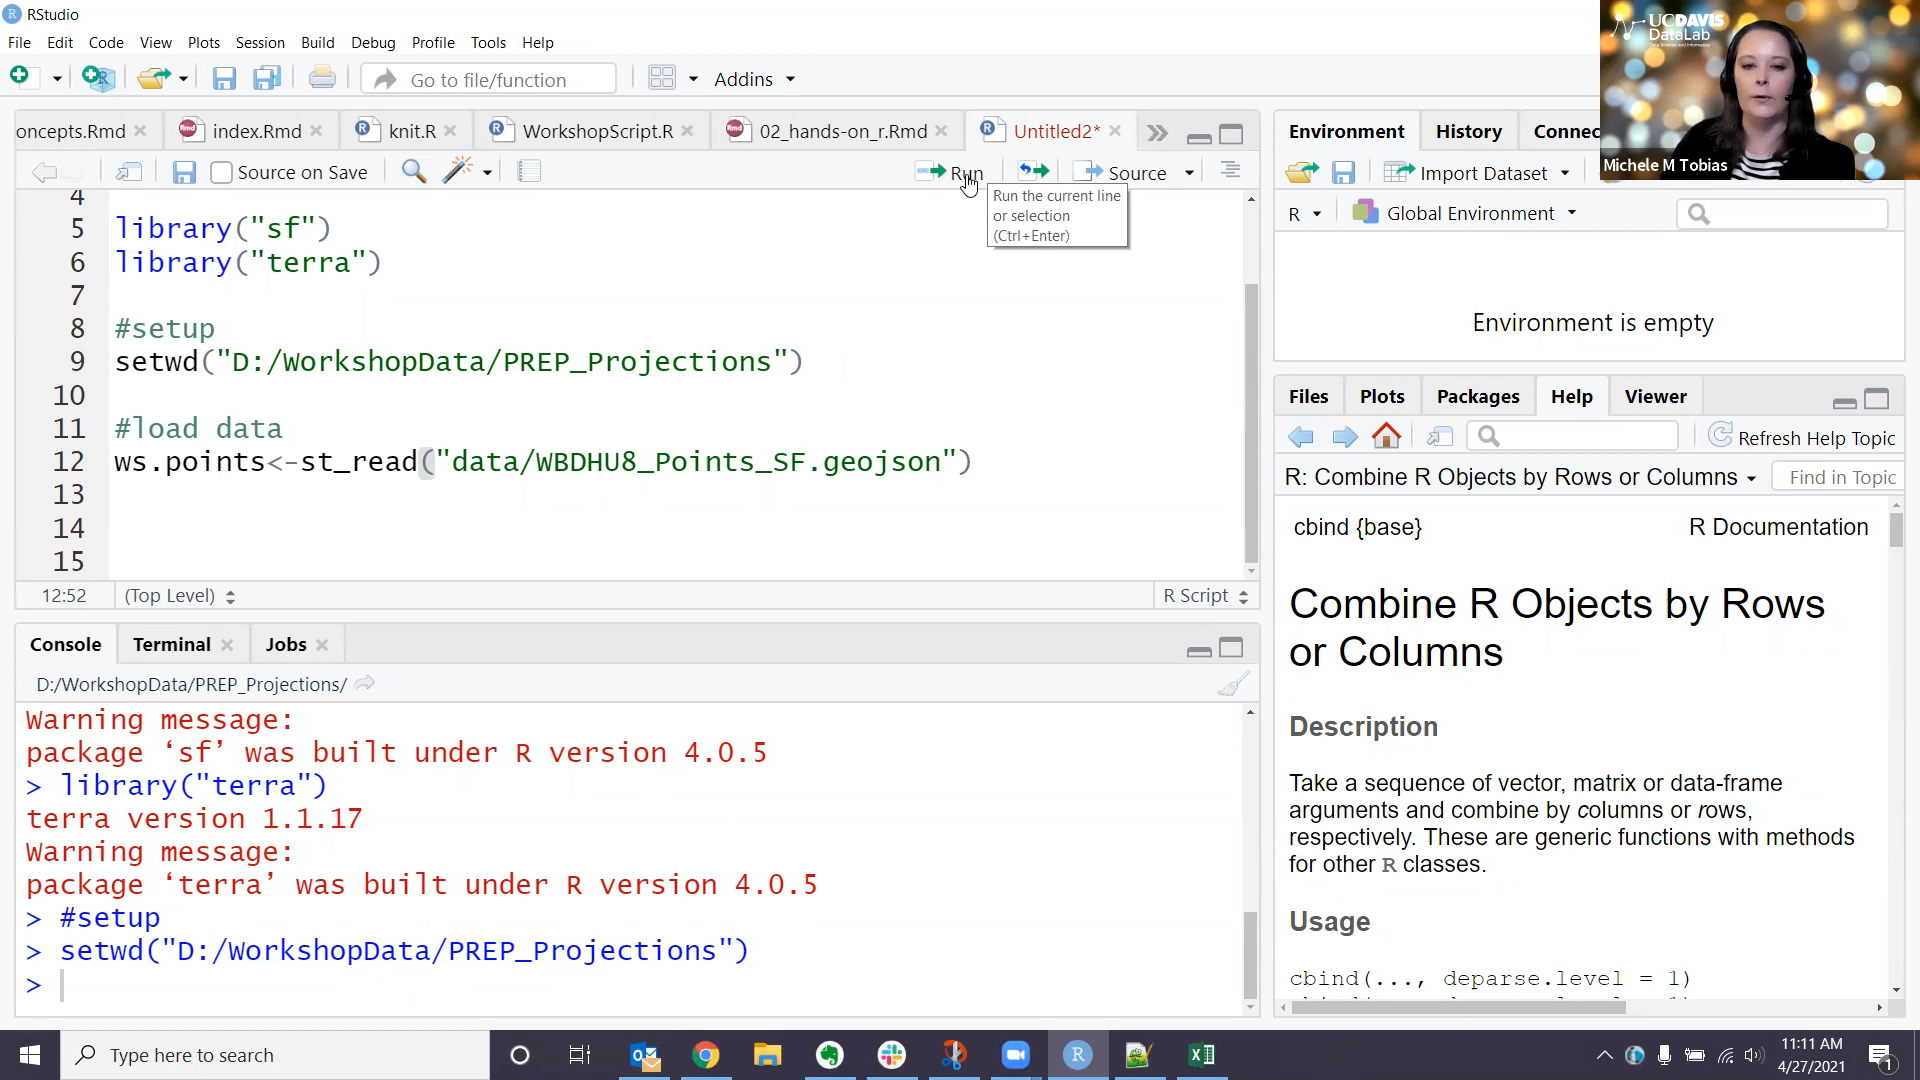 RStudio
File Edit Code View Plots Session Build Debug Profile Tools Help
Go to file/function
Addins
oncepts.Rmd
index.Rmd
knit.R
WorkshopScript.R
02_hands-on_r.Rmd
Untitled2*
Source on Save
Run
Source
Run the current line
or selection
(Ctrl+Enter)
4
5 library("sf")
6 library("terra")
7
8 #setup
9 setwd("D:/WorkshopData/PREP_Projections")
10
11 #load data
12 ws.points<-st_read("data/WBDHU8_Points_SF.geojson")
13
14
15
12:52 (Top Level) R Script
Console Terminal Jobs
D:/WorkshopData/PREP_Projections/
Warning message:
package ‘sf’ was built under R version 4.0.5
> library("terra")
terra version 1.1.17
Warning message:
package ‘terra’ was built under R version 4.0.5
> #setup
> setwd("D:/WorkshopData/PREP_Projections")
>
Environment History Connec
Import Dataset
R Global Environment
Environment is empty
Files Plots Packages Help Viewer
Refresh Help Topic
R: Combine R Objects by Rows or Columns Find in Topic
cbind {base} R Documentation
Combine R Objects by Rows
or Columns
Description
Take a sequence of vector, matrix or data-frame
arguments and combine by columns or rows,
respectively. These are generic functions with methods
for other R classes.
Usage
cbind(..., deparse.level = 1)
UCDAVIS
DataLab
Michele M Tobias
Type here to search
11:11 AM
4/27/2021
1